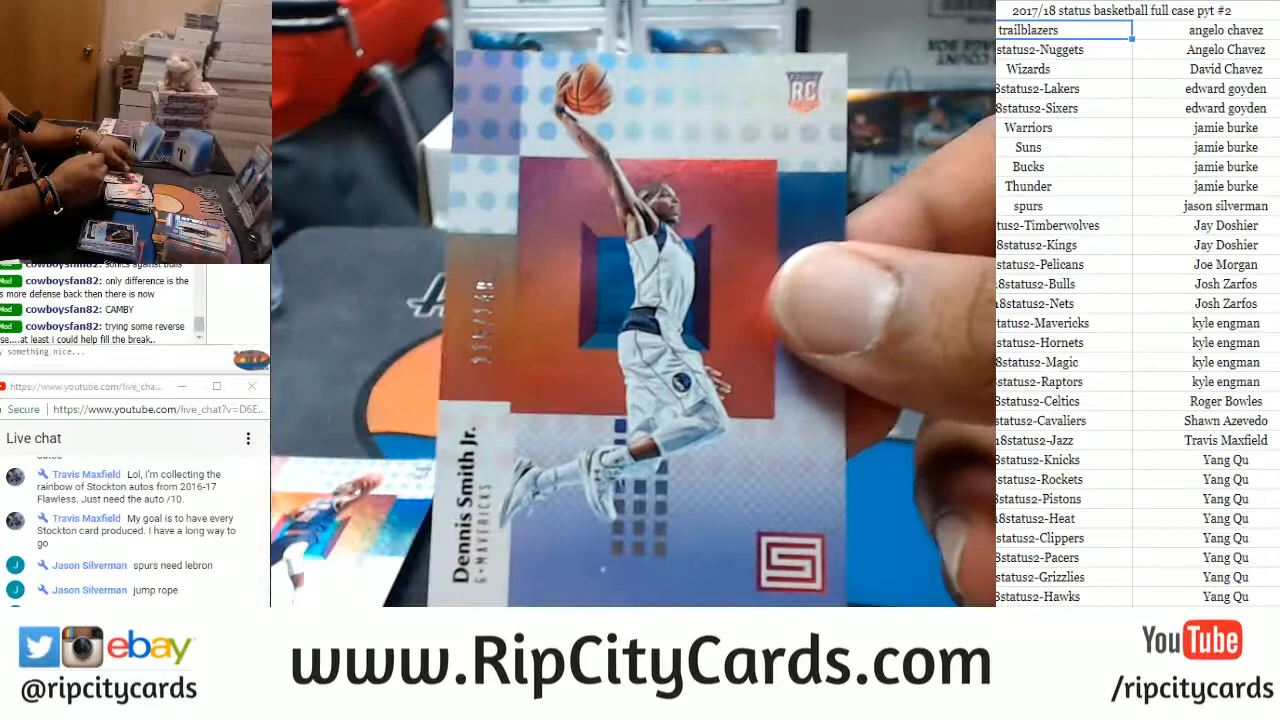 2017/18 status basketball full case pyt #2
trailblazers angelo chavez
status2-Nuggets Angelo Chavez
Wizards David Chavez
8status2-Lakers edward goyden
8status2-Sixers edward goyden
Warriors jamie burke
Suns jamie burke
Bucks jamie burke
Thunder jamie burke
spurs jason silverman
tus2-Timberwolves Jay Doshier
8status2-Kings Jay Doshier
status2-Pelicans Joe Morgan
8status2-Bulls Josh Zarfos
8status2-Nets Josh Zarfos
tatus2-Mavericks kyle engman
status2-Hornets kyle engman
8status2-Magic kyle engman
status2-Raptors kyle engman
status2-Celtics Roger Bowles
tatus2-Cavaliers Shawn Azevedo
18status2-Jazz Travis Maxfield
8status2-Knicks Yang Qu
status2-Rockets Yang Qu
status2-Pistons Yang Qu
18status2-Heat Yang Qu
status2-Clippers Yang Qu
8status2-Pacers Yang Qu
status2-Grizzlies Yang Qu
8status2-Hawks Yang Qu
RC
Dennis Smith Jr.
G•MAVERICKS
S
T
Mod cowboysfan82: only difference is the
s more defense back then there is now
Mod cowboysfan82: CAMBY
Mod cowboysfan82: trying some reverse
se....at least i could help fill the break..
y something nice...
https://www.youtube.com/live_cha...
Secure https://www.youtube.com/live_chat?v=D6E...
Live chat
Travis Maxfield Lol, I'm collecting the
rainbow of Stockton autos from 2016-17
Flawless. Just need the auto /10.
Travis Maxfield My goal is to have every
Stockton card produced. I have a long way to
go
J Jason Silverman spurs need lebron
J Jason Silverman jump rope
ebay
@ripcitycards
www.RipCityCards.com
YouTube
/ripcitycards